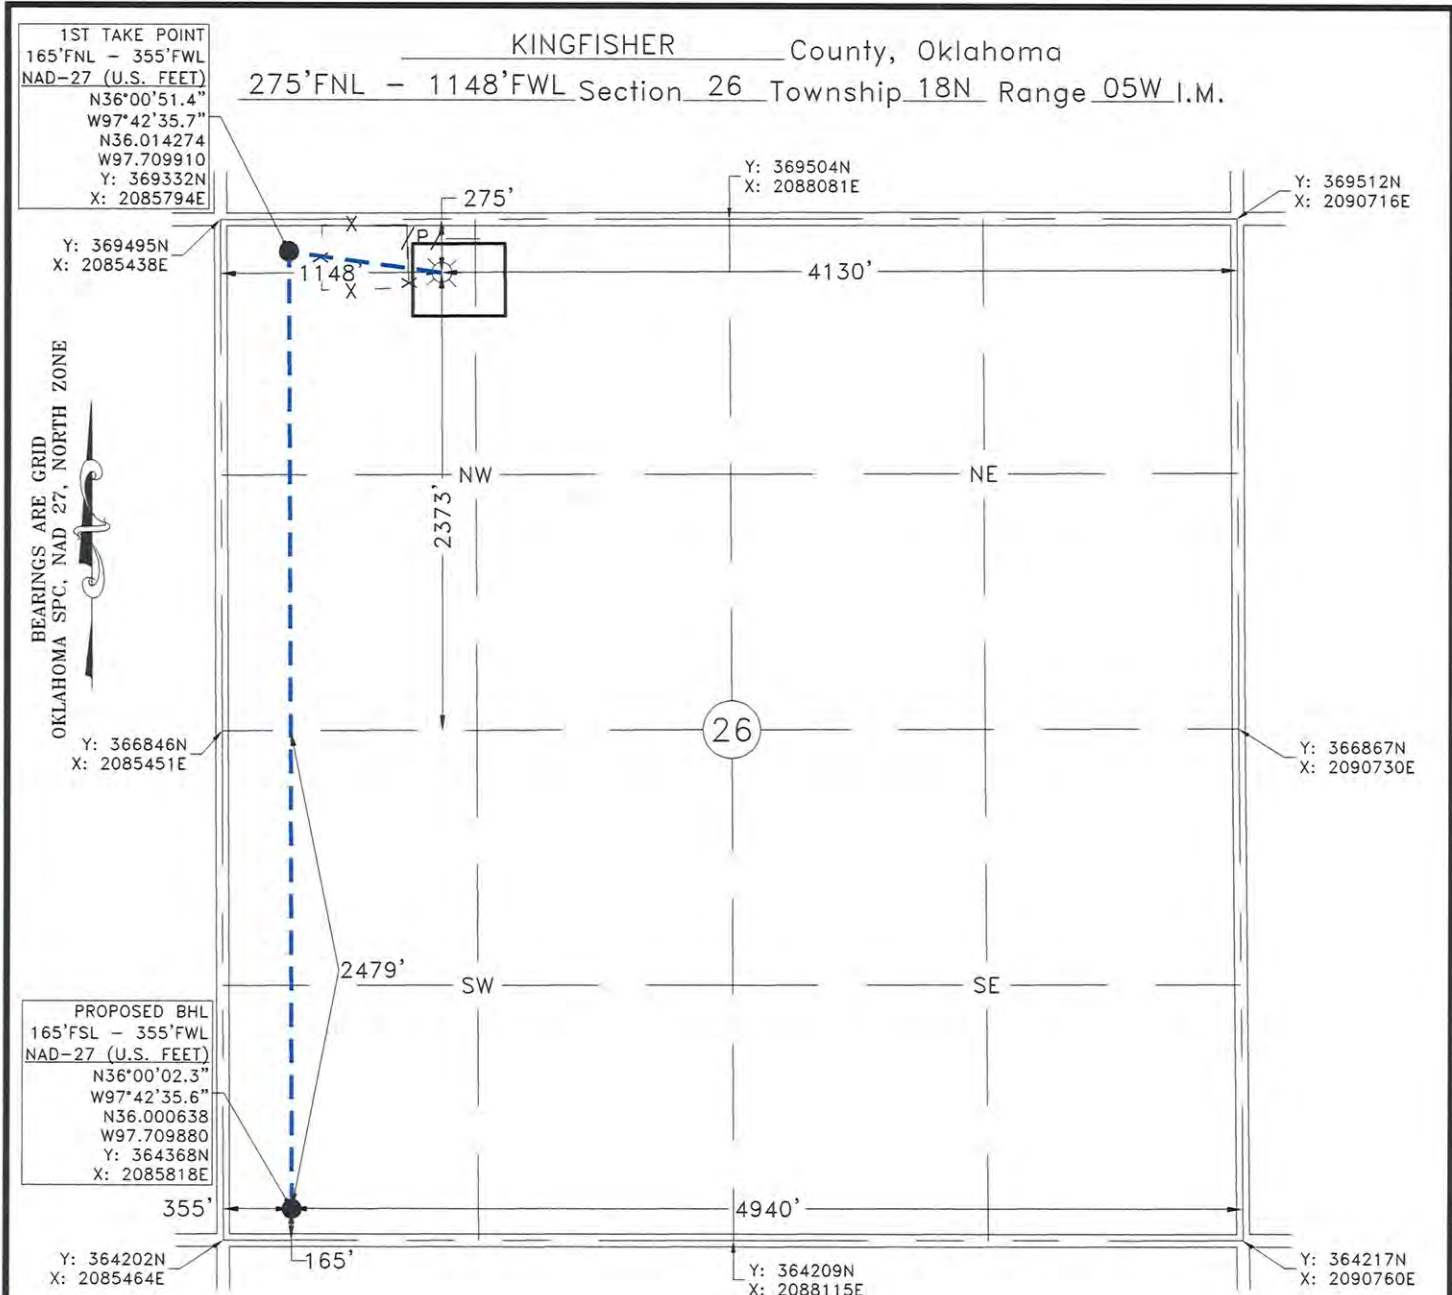 1ST TAKE POINT
165'FNL - 355'FWL
NAD-27 (U.S. FEET)
N36°00'51.4"
W97°42'35.7"
N36.014274
W97.709910
Y: 369332N
X: 2085794E
KINGFISHER County, Oklahoma
275'FNL - 1148'FWL Section 26 Township 18N Range 05W I.M.
Y: 369504N
X: 2088081E
Y: 369512N
X: 2090716E
275'
Y: 369495N
X: 2085438E
X
P
X
1148'
X
X
4130'
BEARINGS ARE GRID
OKLAHOMA SPC, NAD 27, NORTH ZONE
NW
NE
2373'
26
Y: 366846N
X: 2085451E
Y: 366867N
X: 2090730E
2479'
SW
SE
PROPOSED BHL
165'FSL - 355'FWL
NAD-27 (U.S. FEET)
N36°00'02.3"
W97°42'35.6"
N36.000638
W97.709880
Y: 364368N
X: 2085818E
355'
4940'
165'
Y: 364202N
X: 2085464E
Y: 364209N
X: 2088115E
Y: 364217N
X: 2090760E